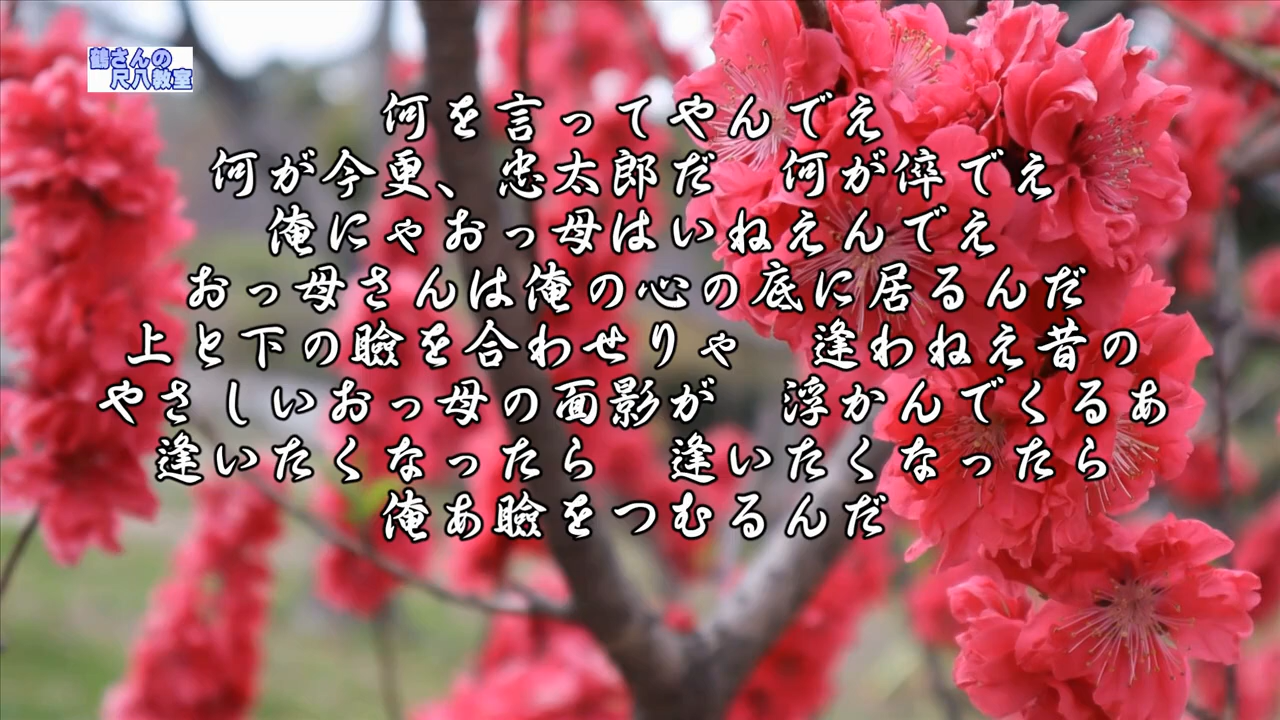 鶴さんの
尺八教室
何を言ってやんでえ
何が今更、忠太郎だ　何が倅でえ
俺にゃおっ母はいねえんでえ
おっ母さんは俺の心の底に居るんだ
上と下の瞼を合わせりゃ　逢わねえ昔の
やさしいおっ母の面影が　浮かんでくるあ
逢いたくなったら　逢いたくなったら
俺あ瞼をつむるんだ